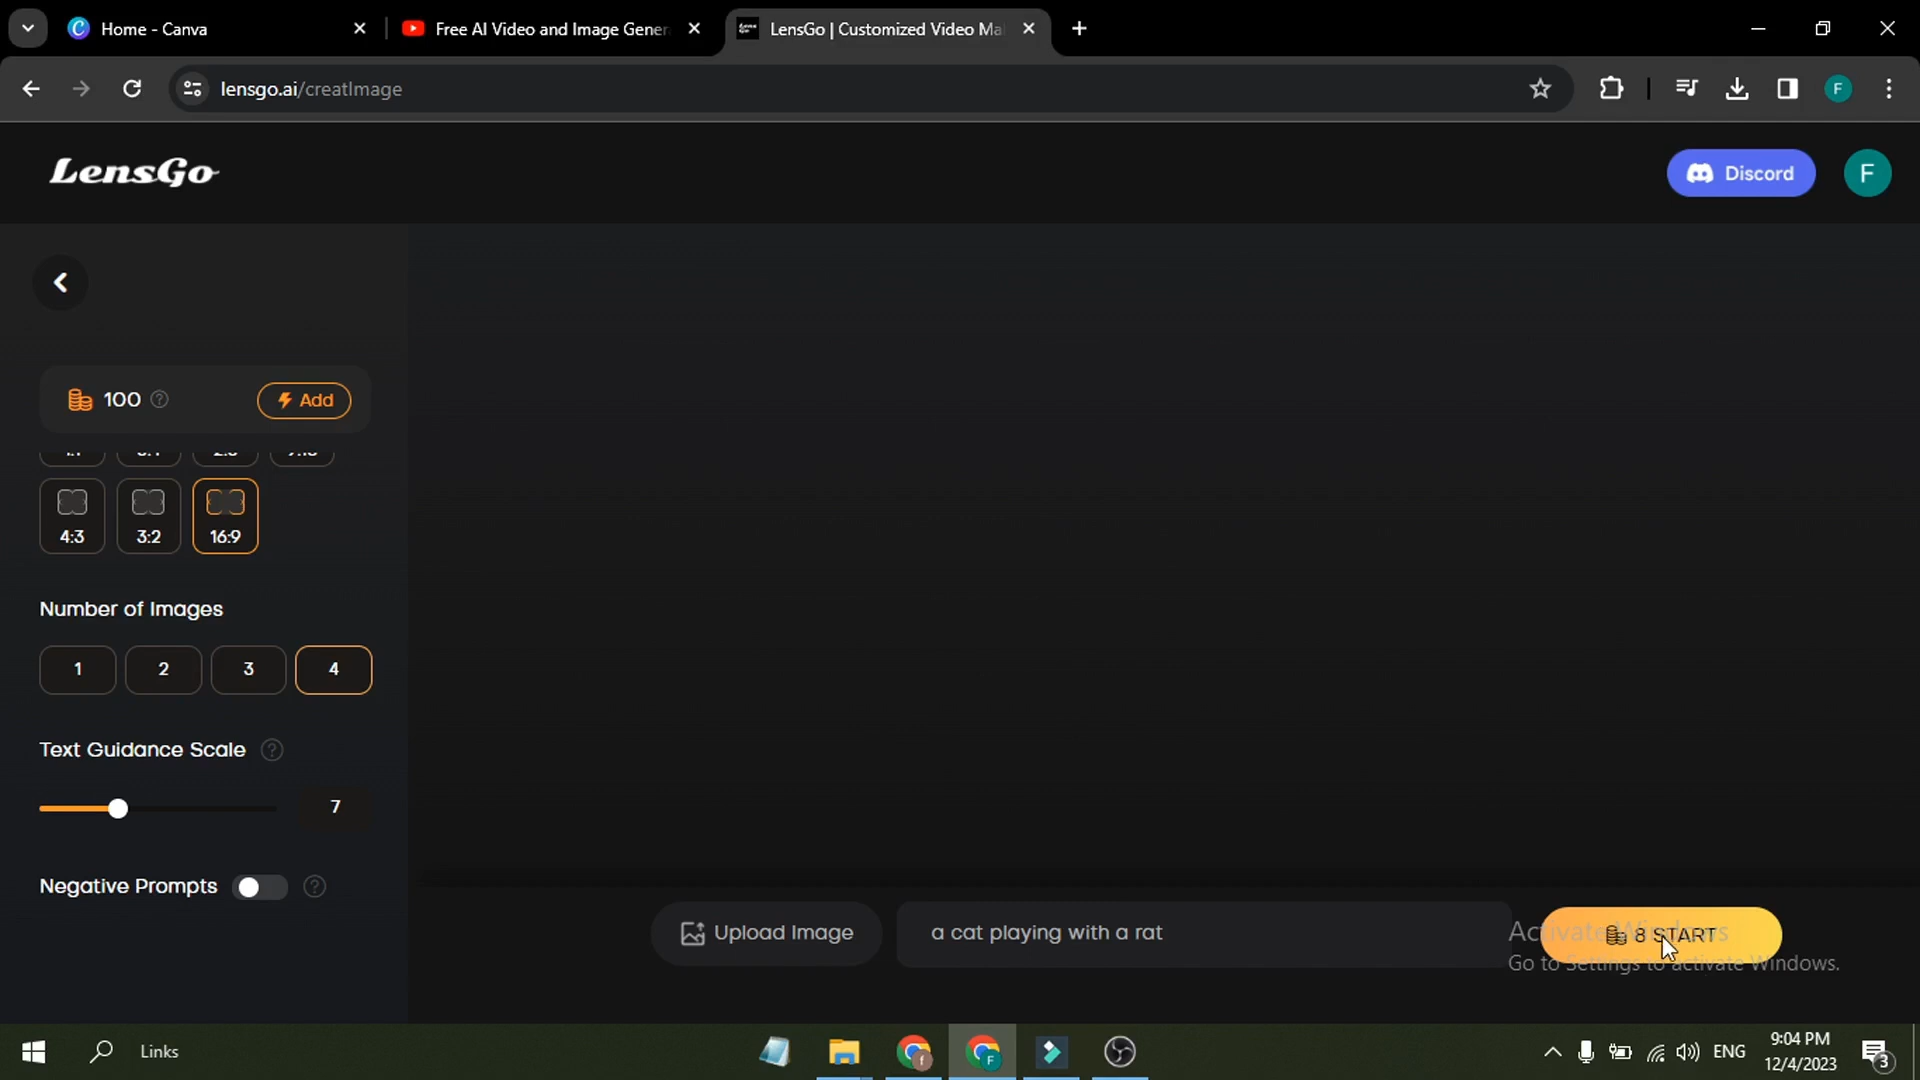 Home - Canva
Free AI Video and Image Gener
LensGo | Customized Video Ma
lensgo.ai/creatImage
F
LensGo
Discord
F
100
Add
4:3
3:2
16:9
Number of Images
1
2
3
4
Text Guidance Scale
7
Negative Prompts
Upload Image
a cat playing with a rat
8 START
Activate Windows
Go to Settings to activate Windows.
Links
ENG
9:04 PM
12/4/2023
3